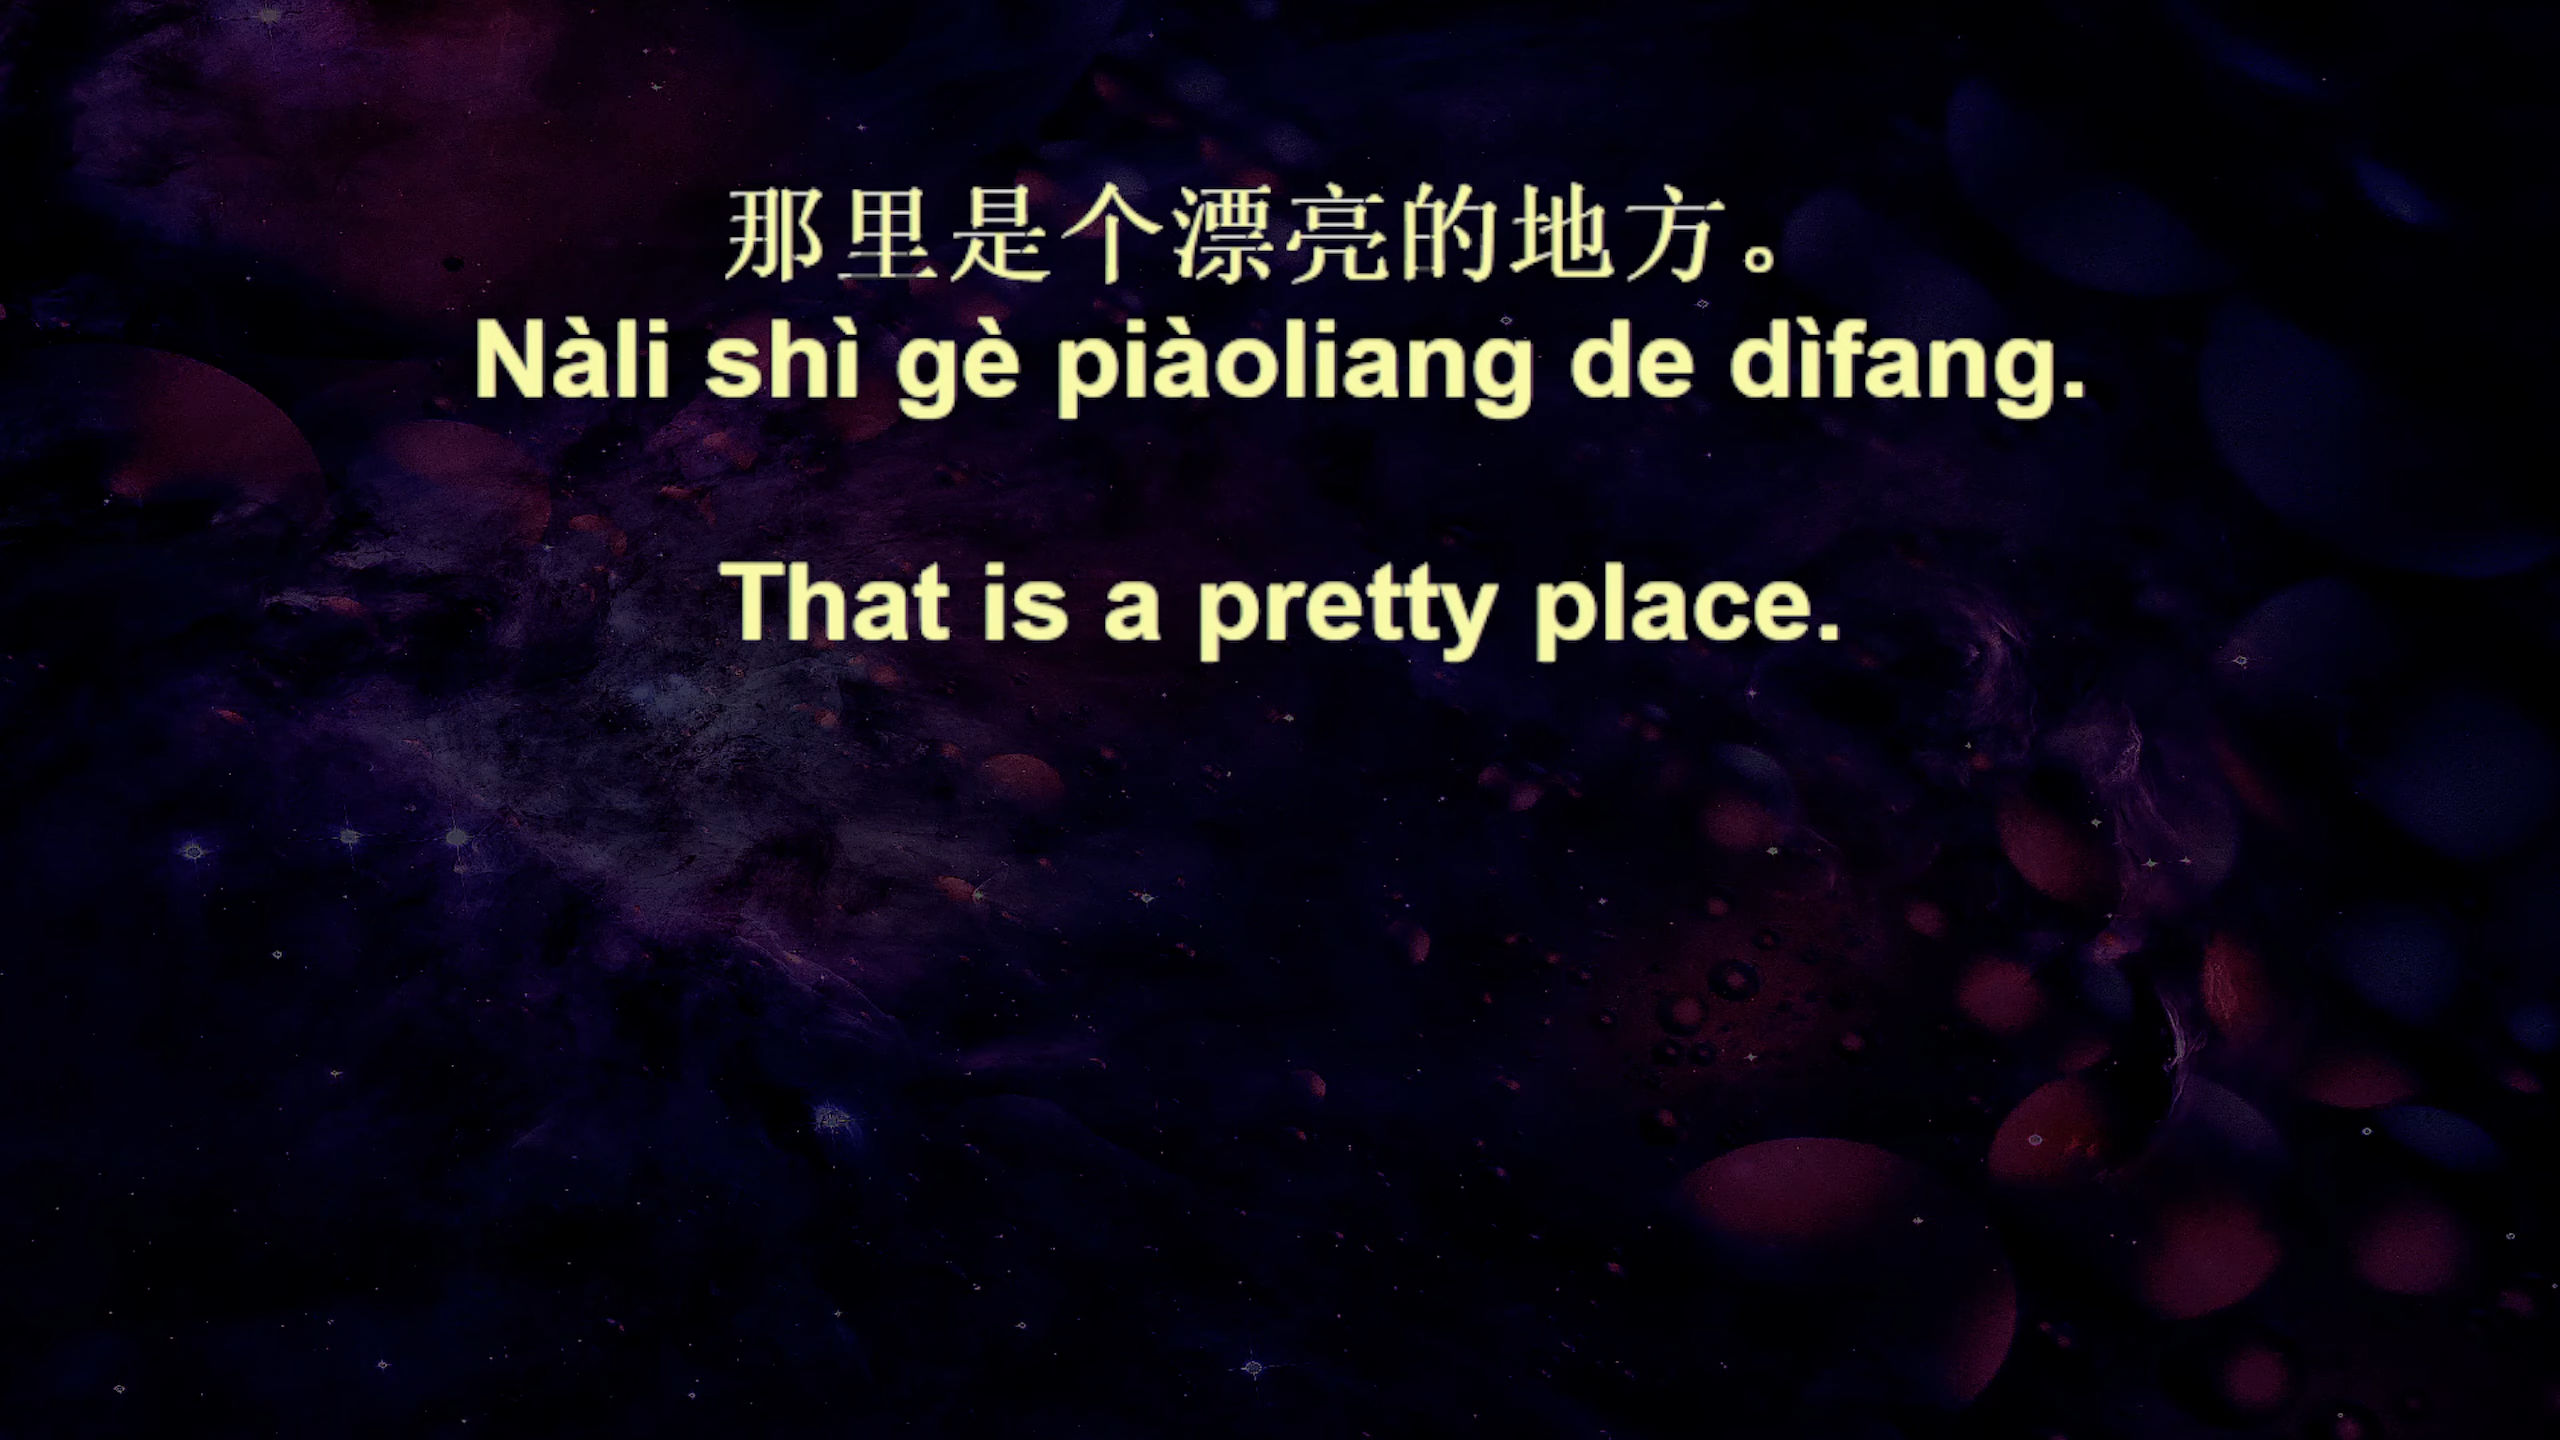 那里是个漂亮的地方。
Nàli shì gè piàoliang de dìfang.
That is a pretty place.